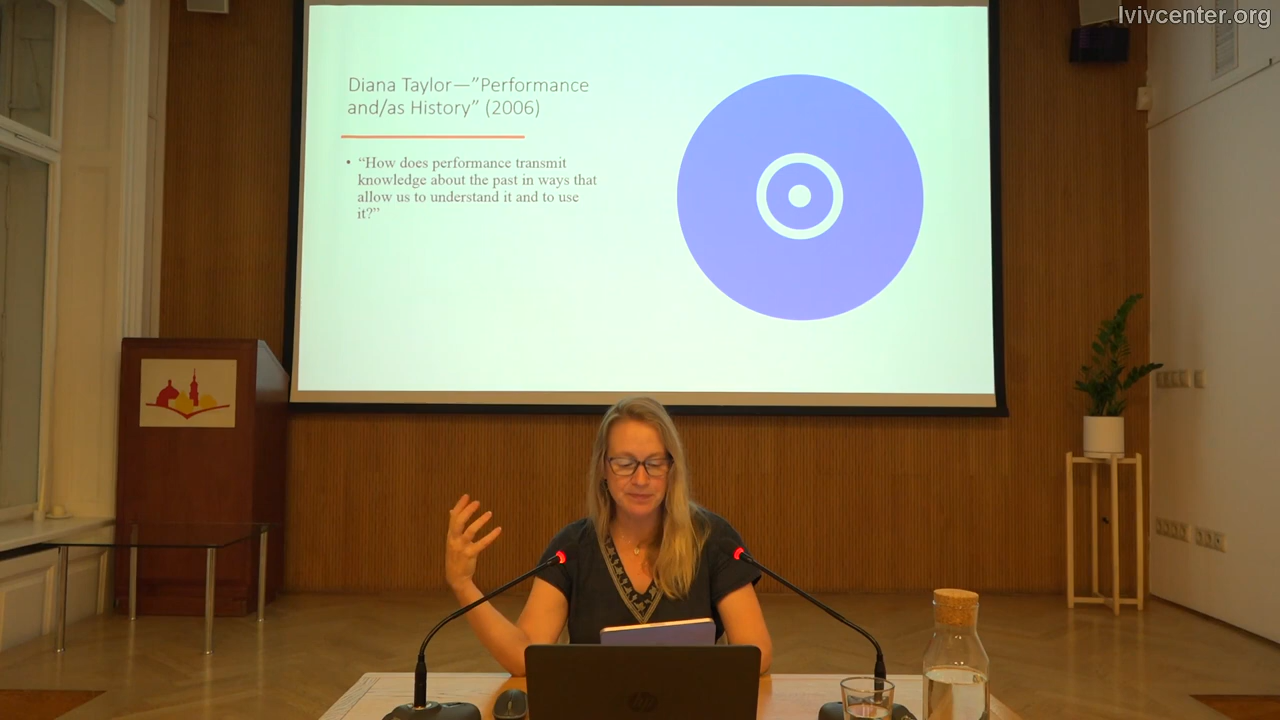 lvivcenter.org
Diana Taylor—”Performance
and/as History” (2006)
• “How does performance transmit
knowledge about the past in ways that
allow us to understand it and to use
it?”
hp